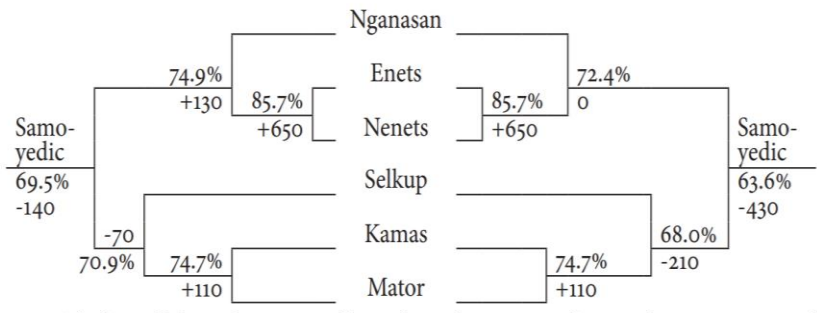 Nganasan
74.9%
Enets
72.4%
+130
85.7%
85.7%
0
Samo-
yedic
+650
Nenets
+650
Samo-
yedic
69.5%
Selkup
63.6%
-140
-430
-70
Kamas
68.0%
70.9%
74.7%
74.7%
-210
+110
Mator
+110